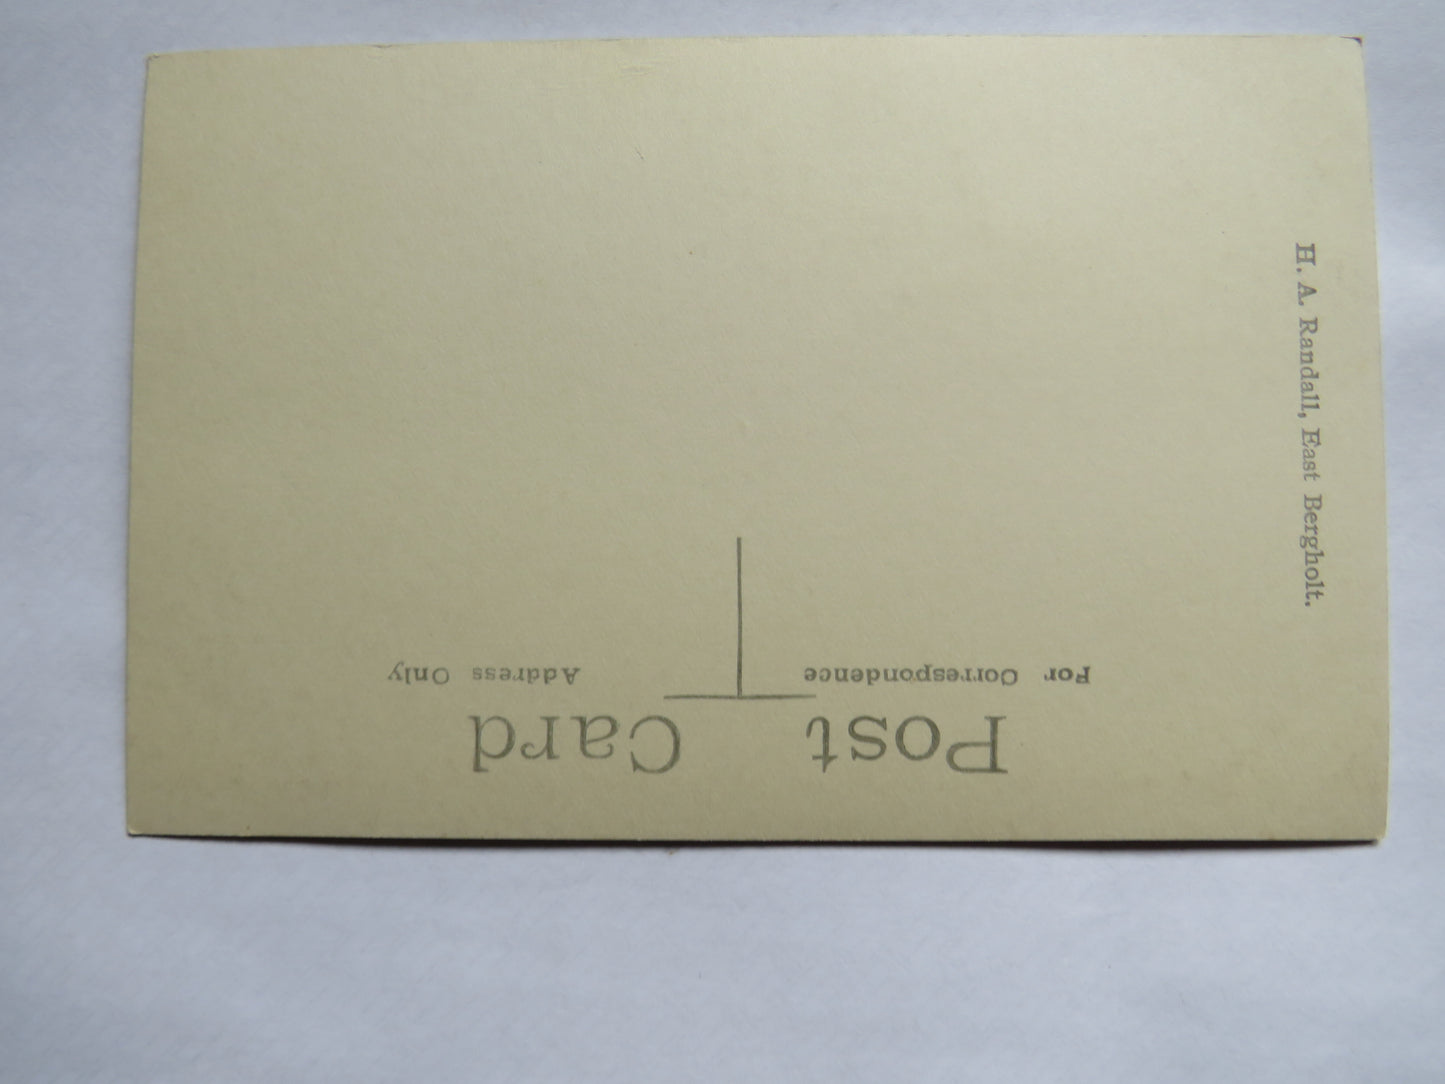 Post Card
For Correspondence
Address Only
H. A. Randall, East Bergholt.